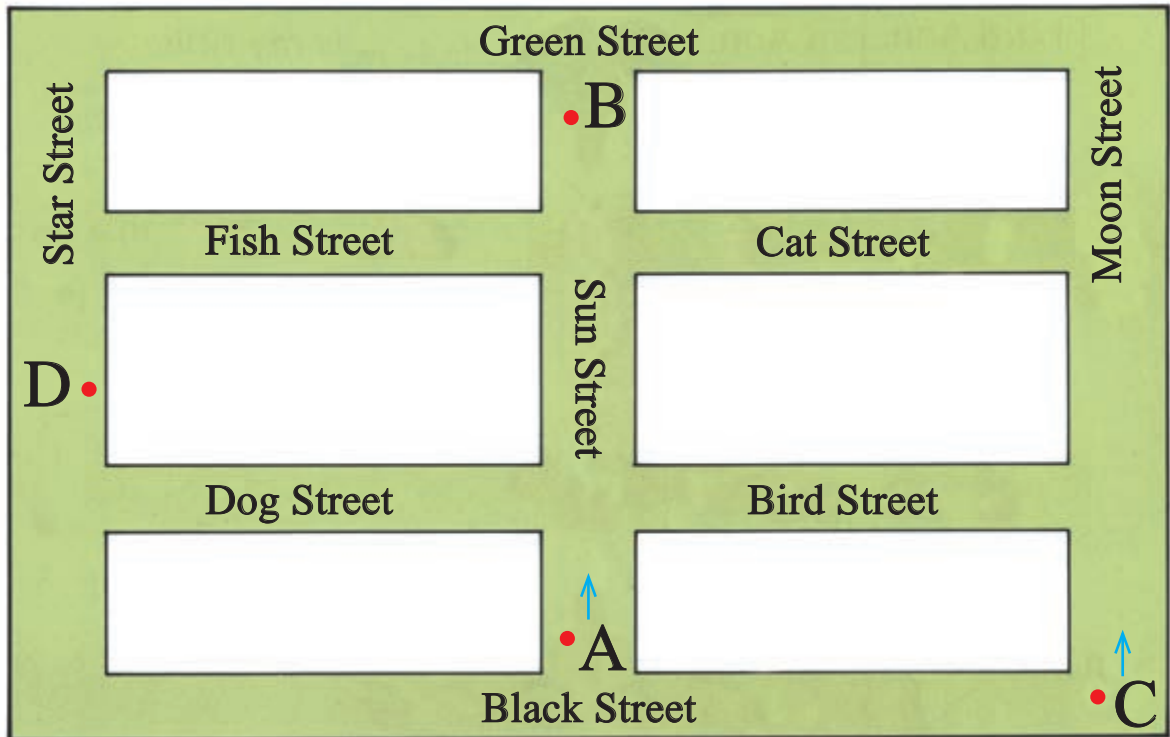 Green Street
B
Star Street
Moon Street
Fish Street
Cat Street
Sun Street
D
Dog Street
Bird Street
A
Black Street
C